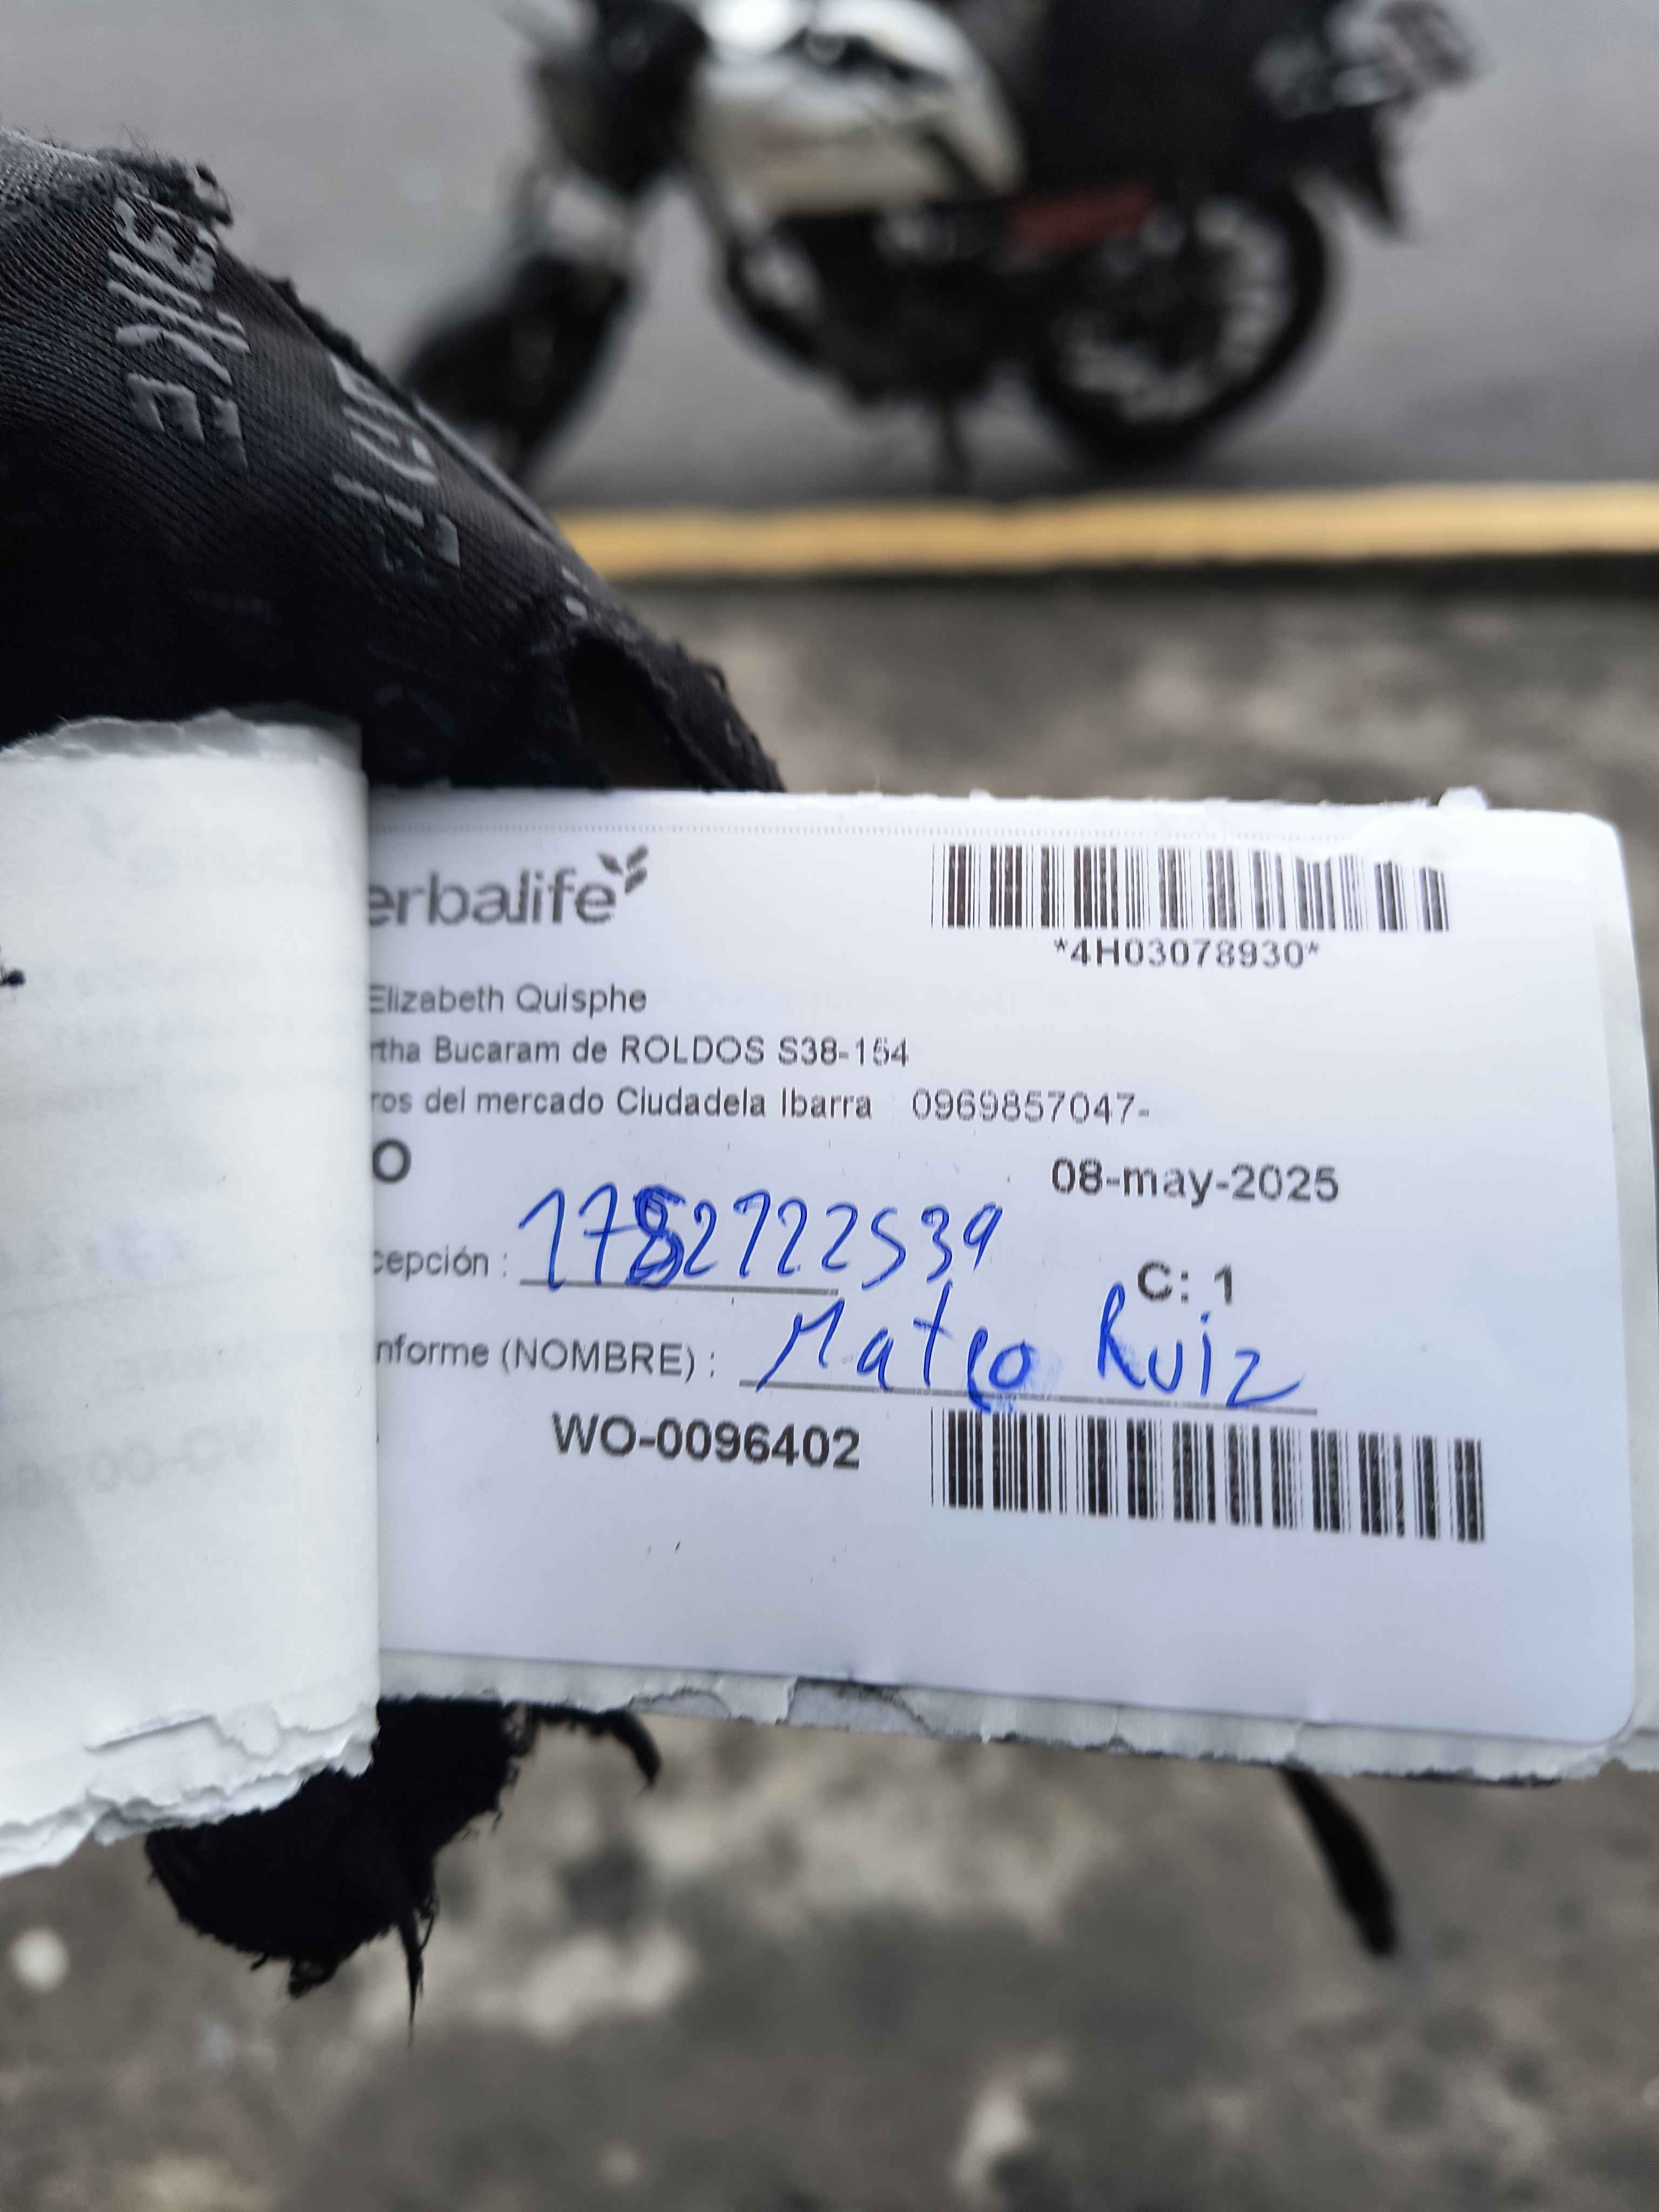 erbalife
*4H03078930*
Elizabeth Quisphe
rtha Bucaram de ROLDOS S38-154
ros del mercado Ciudadela Ibarra 0969857047-
O
08-may-2025
cepción : 1752722539
C: 1
nforme (NOMBRE) : Mateo Ruiz
WO-0096402